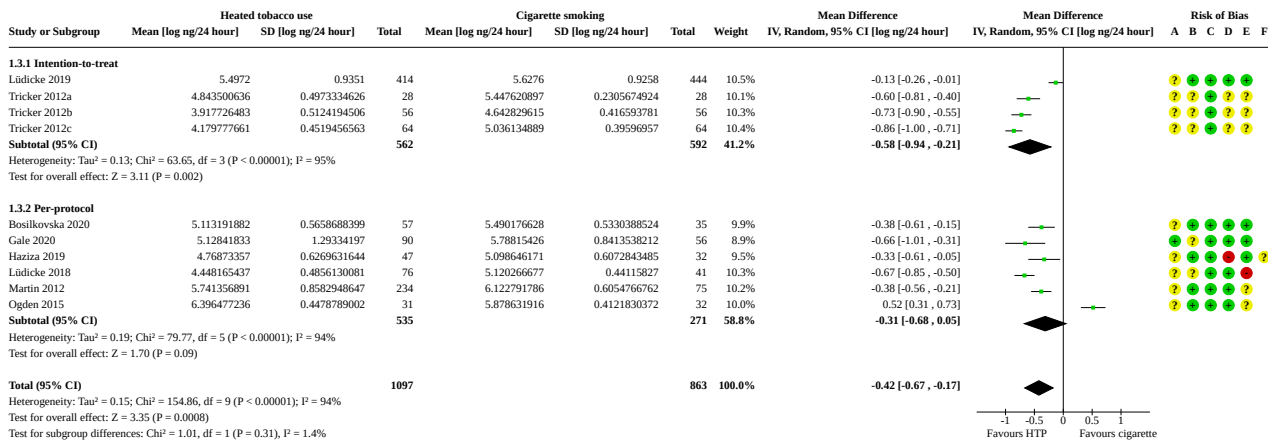 Heated tobacco use Cigarette smoking Mean Difference Mean Difference Risk of Bias
Study or Subgroup Mean [log ng/24 hour] SD [log ng/24 hour] Total Mean [log ng/24 hour] SD [log ng/24 hour] Total Weight IV, Random, 95% CI [log ng/24 hour] IV, Random, 95% CI [log ng/24 hour] A B C D E F
1.3.1 Intention-to-treat
Lüdicke 2019 5.4972 0.9351 414 5.6276 0.9258 444 10.5% -0.13 [-0.26 , -0.01] ? + + + +
Tricker 2012a 4.843500636 0.4973334626 28 5.447620897 0.2305674924 28 10.1% -0.60 [-0.81 , -0.40] ? ? + ? ?
Tricker 2012b 3.917726483 0.5124194506 56 4.642829615 0.416593781 56 10.3% -0.73 [-0.90 , -0.55] ? ? + ? ?
Tricker 2012c 4.179777661 0.4519456563 64 5.036134889 0.39596957 64 10.4% -0.86 [-1.00 , -0.71] ? ? + ? ?
Subtotal (95% CI) 562 592 41.2% -0.58 [-0.94 , -0.21]
Heterogeneity: Tau² = 0.13; Chi² = 63.65, df = 3 (P < 0.00001); I² = 95%
Test for overall effect: Z = 3.11 (P = 0.002)
1.3.2 Per-protocol
Bosilkovska 2020 5.113191882 0.5658688399 57 5.490176628 0.5330388524 35 9.9% -0.38 [-0.61 , -0.15] ? + + + +
Gale 2020 5.12841833 1.29334197 90 5.78815426 0.8413538212 56 8.9% -0.66 [-1.01 , -0.31] + ? + + +
Haziza 2019 4.76873357 0.6269631644 47 5.098646171 0.6072843485 32 9.5% -0.33 [-0.61 , -0.05] ? + + - + ?
Lüdicke 2018 4.448165437 0.4856130081 76 5.120266677 0.44115827 41 10.2% -0.67 [-0.85 , -0.50] ? ? + + -
Martin 2012 5.741356891 0.8582948647 234 6.122791786 0.6054766762 75 10.2% -0.38 [-0.56 , -0.21] ? + + + ?
Ogden 2015 6.396477236 0.4478789002 31 5.878631916 0.4121830372 32 10.0% 0.52 [0.31 , 0.73] ? + + + ?
Subtotal (95% CI) 535 271 58.8% -0.31 [-0.68 , 0.05]
Heterogeneity: Tau² = 0.19; Chi² = 79.77, df = 5 (P < 0.00001); I² = 94%
Test for overall effect: Z = 1.70 (P = 0.09)
Total (95% CI) 1097 863 100.0% -0.42 [-0.67 , -0.17]
Heterogeneity: Tau² = 0.15; Chi² = 154.86, df = 9 (P < 0.00001); I² = 94%
Test for overall effect: Z = 3.35 (P = 0.0008)
-1 -0.5 0 0.5 1
Test for subgroup differences: Chi² = 1.01, df = 1 (P = 0.31), I² = 1.4%
Favours HTP Favours cigarette